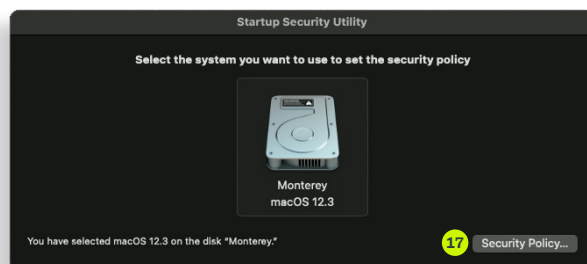 Startup Security Utility
Select the system you want to use to set the security policy
Monterey
macOS 12.3
You have selected macOS 12.3 on the disk “Monterey.”
17 Security Policy...